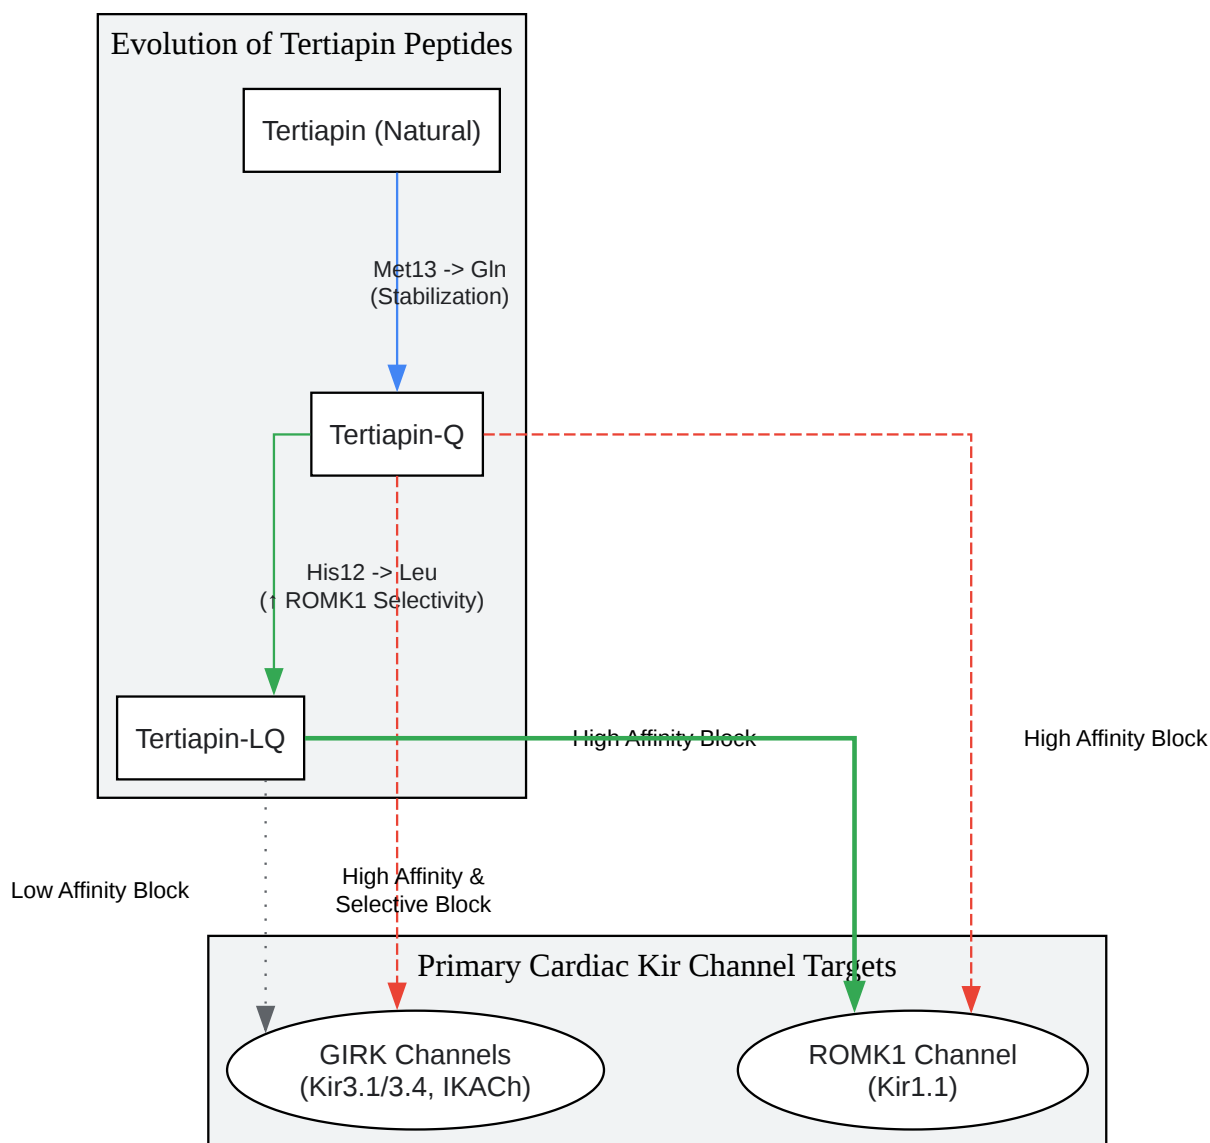 Evolution of Tertiapin Peptides
Tertiapin (Natural)
Met13 -> Gln
(Stabilization)
Tertiapin-Q
His12 -> Leu
(↑ ROMK1 Selectivity)
Tertiapin-LQ
High Affinity Block
High Affinity Block
Low Affinity Block
High Affinity &
Selective Block
Primary Cardiac Kir Channel Targets
GIRK Channels
(Kir3.1/3.4, IKACh)
ROMK1 Channel
(Kir1.1)